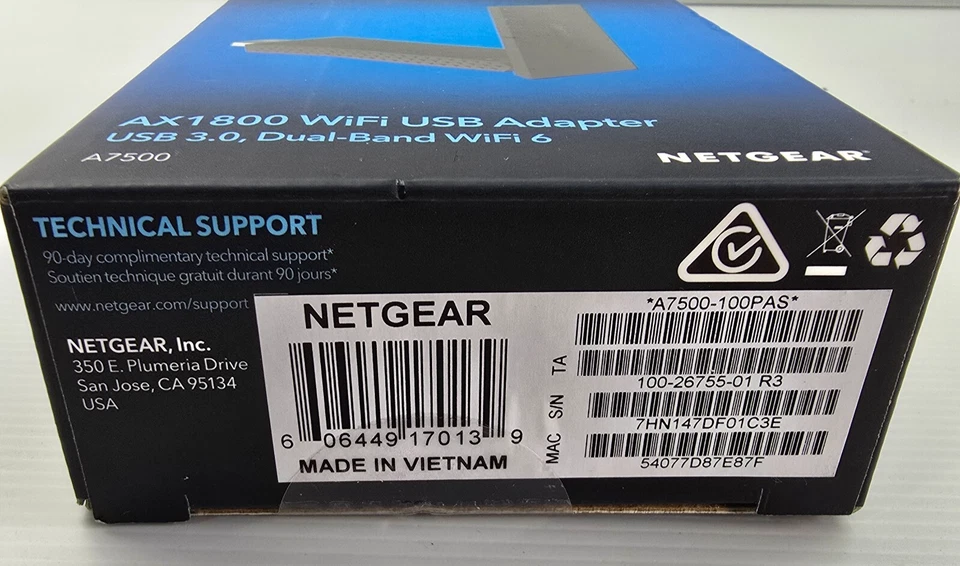 AX1800 WiFi USB Adapter
USB 3.0, Dual-Band WiFi 6
A7500
NETGEAR®
TECHNICAL SUPPORT
90-day complimentary technical support*
Soutien technique gratuit durant 90 jours*
www.netgear.com/support
NETGEAR, Inc.
350 E. Plumeria Drive
San Jose, CA 95134
USA
NETGEAR
6 06449 17013 9
MADE IN VIETNAM
*A7500-100PAS*
TA
100-26755-01 R3
S/N
7HN147DF01C3E
MAC
54077D87E87F